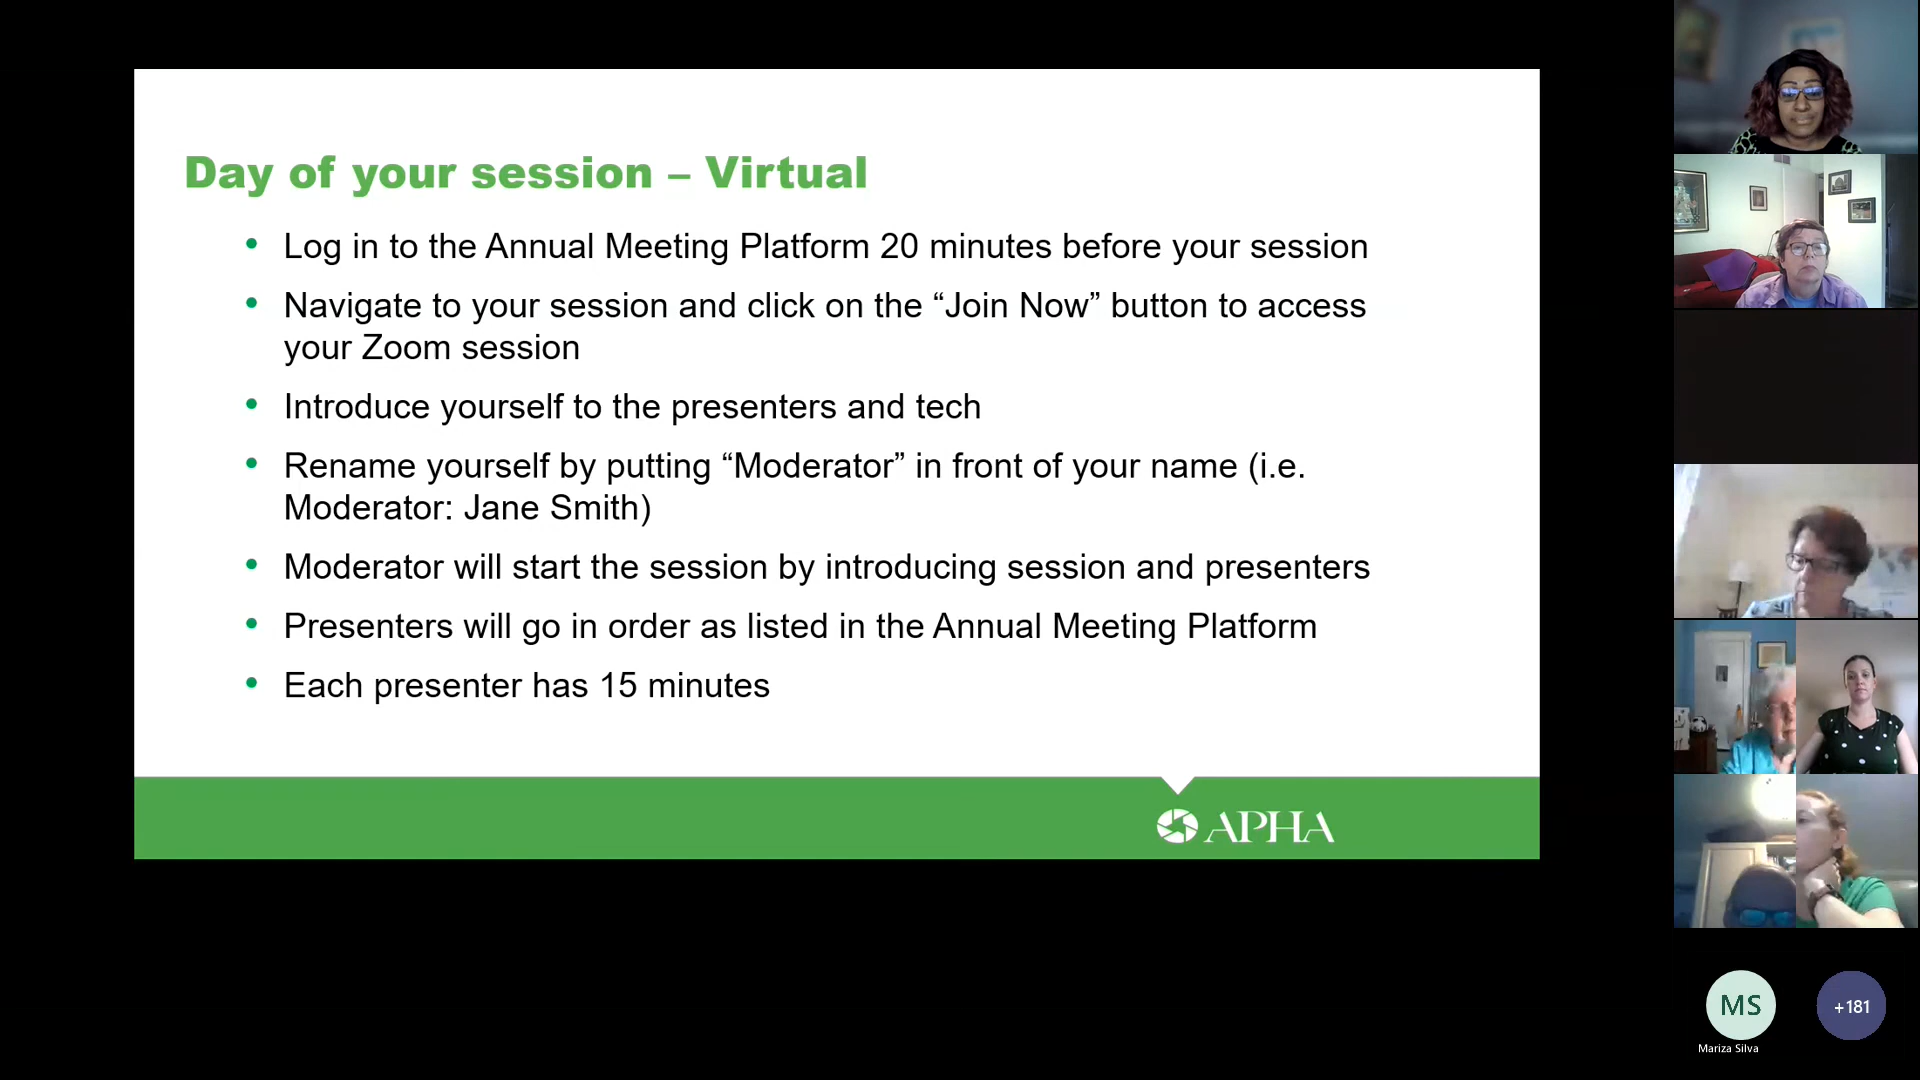 Day of your session – Virtual
• Log in to the Annual Meeting Platform 20 minutes before your session
• Navigate to your session and click on the “Join Now” button to access
your Zoom session
• Introduce yourself to the presenters and tech
• Rename yourself by putting “Moderator” in front of your name (i.e.
Moderator: Jane Smith)
• Moderator will start the session by introducing session and presenters
• Presenters will go in order as listed in the Annual Meeting Platform
• Each presenter has 15 minutes
APHA
MS
+181
Mariza Silva